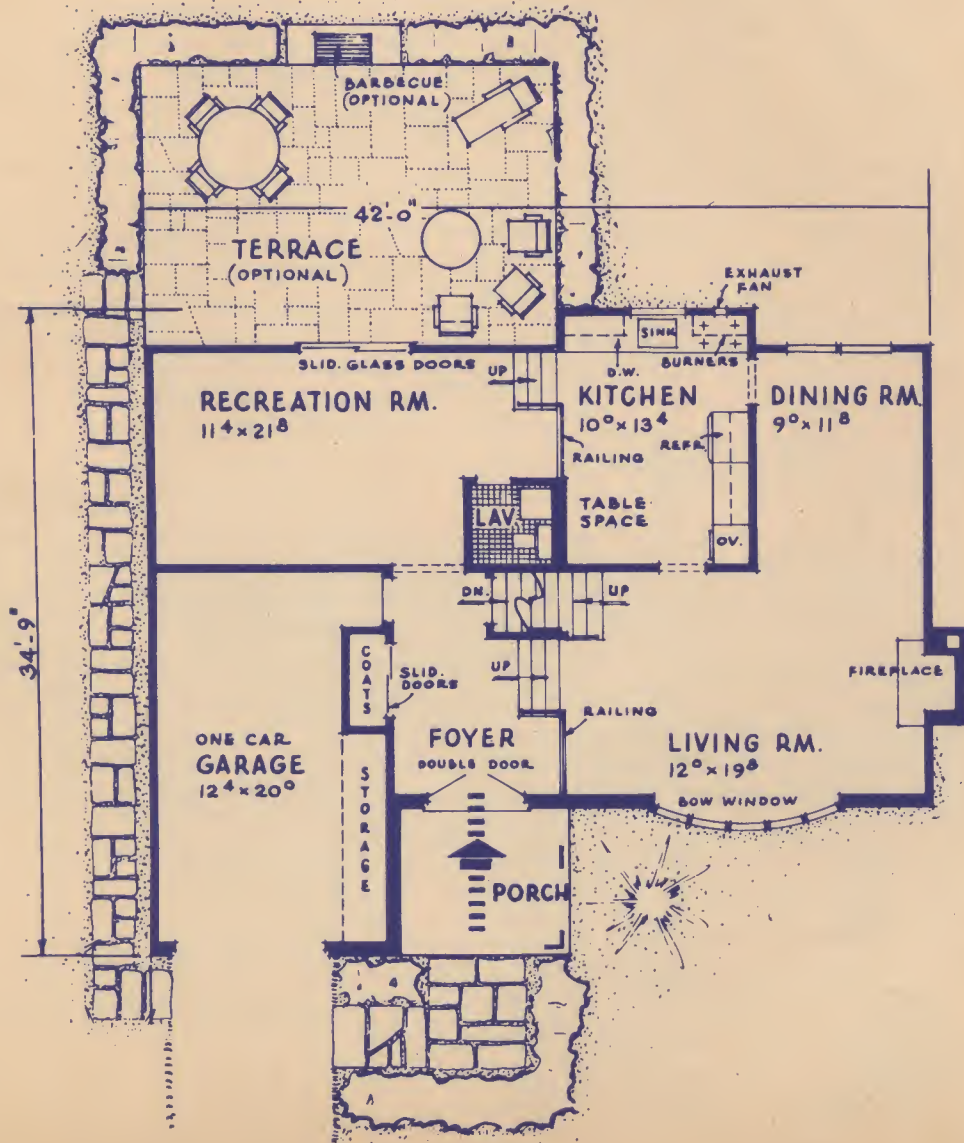 BARBECUE
(OPTIONAL)
42'-0"
TERRACE
(OPTIONAL)
EXHAUST
FAN
SINK
SLID. GLASS DOORS
UP
D.W.
BURNERS
RECREATION RM.
11⁴ x 21⁸
KITCHEN
10⁰ x 13⁴
DINING RM.
9⁰ x 11⁸
REFR.
RAILING
LAV.
TABLE
SPACE
OV.
DN.
UP
34'-9"
COATS
SLID.
DOORS
UP
FIREPLACE
RAILING
ONE CAR
GARAGE
12⁴ x 20⁰
FOYER
DOUBLE DOOR
LIVING RM.
12⁰ x 19⁸
STORAGE
BOW WINDOW
PORCH